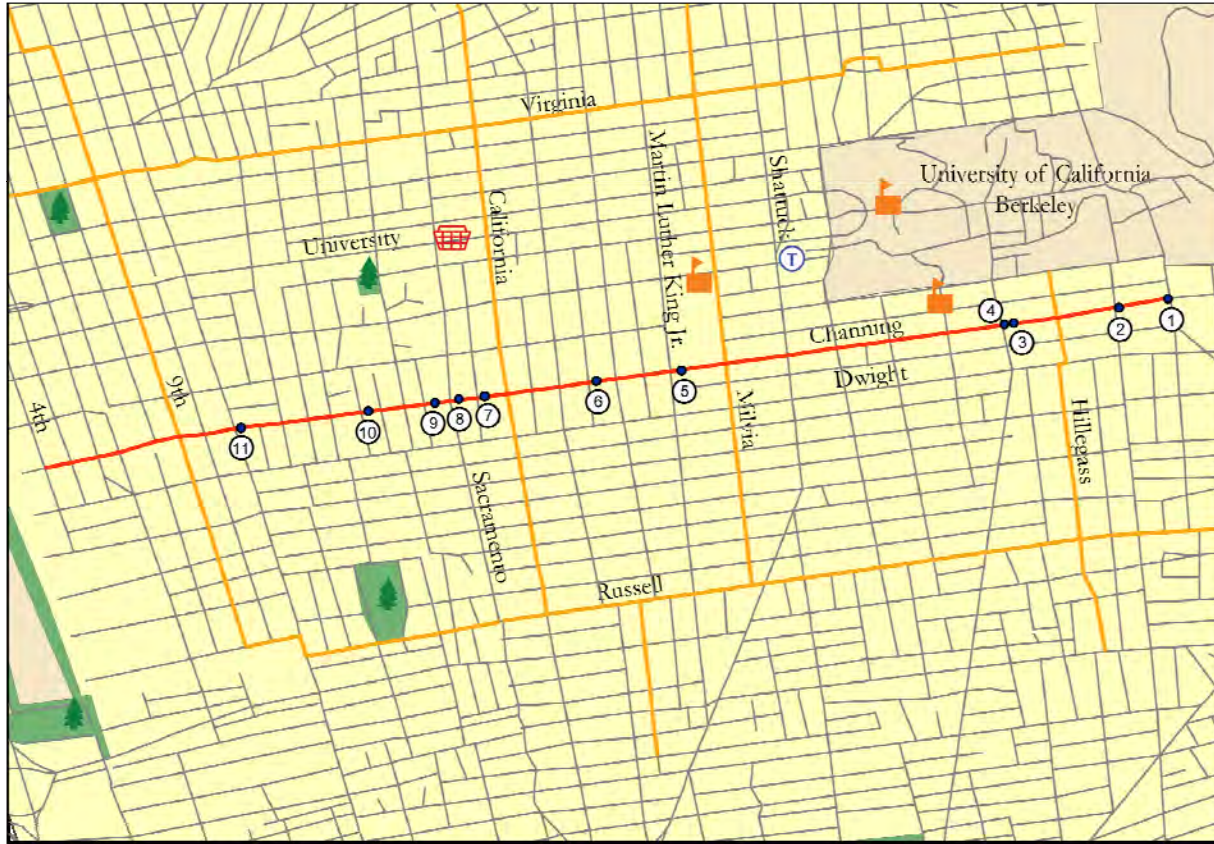 Virginia
University of California
Berkeley
University
California
Martin Luther King Jr.
Shattuck
T
Channing
Dwight
4
3
2
1
9th
4th
11
10
9
8
7
6
5
Milvia
Hillegass
Sacramento
Russell